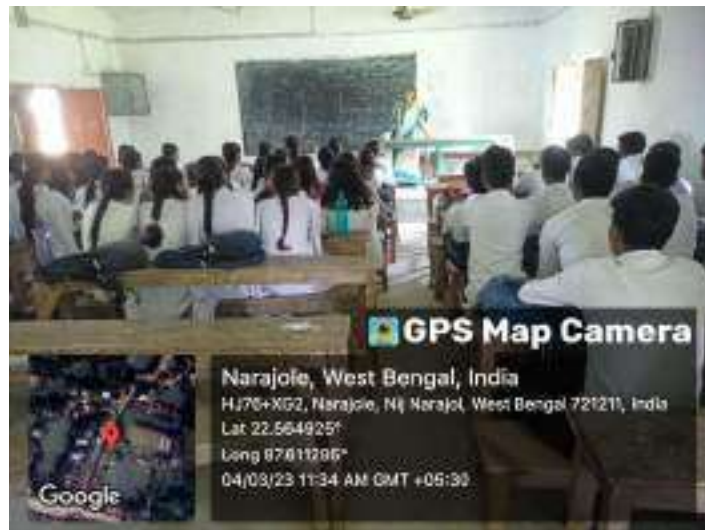 GPS Map Camera
Narajole, West Bengal, India
HJ76+XG2, Narajole, Nij Narajol, West Bengal 721211, India
Lat 22.564925°
Long 87.611295°
04/03/23 11:34 AM GMT +05:30
Google